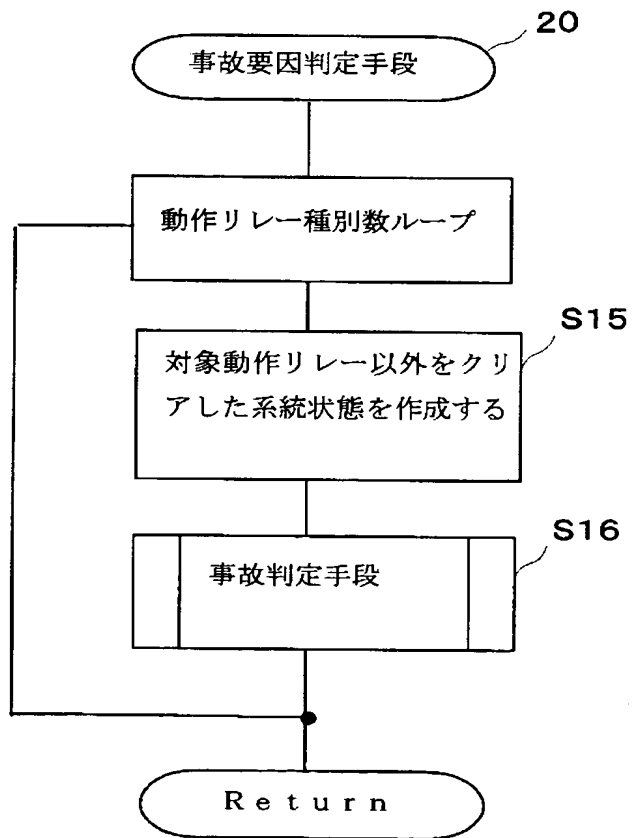 20
事故要因判定手段
動作リレー種別数ループ
S15
対象動作リレー以外をクリ
アした系統状態を作成する
S16
事故判定手段
Return